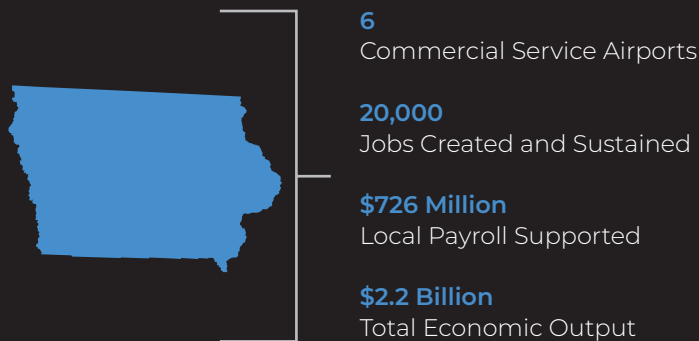 6
Commercial Service Airports
20,000
Jobs Created and Sustained
$726 Million
Local Payroll Supported
$2.2 Billion
Total Economic Output